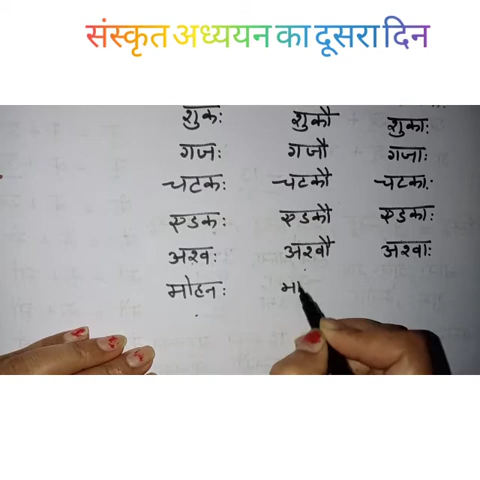 संस्कृत अध्ययन का दूसरा दिन
शुकः शुकौ शुकाः
गजः गजौ गजाः
चटकः चटकौ चटकाः
रुडकः रुडकौ रुडकाः
अश्वः अश्वौ अश्वाः
मोहनः मा